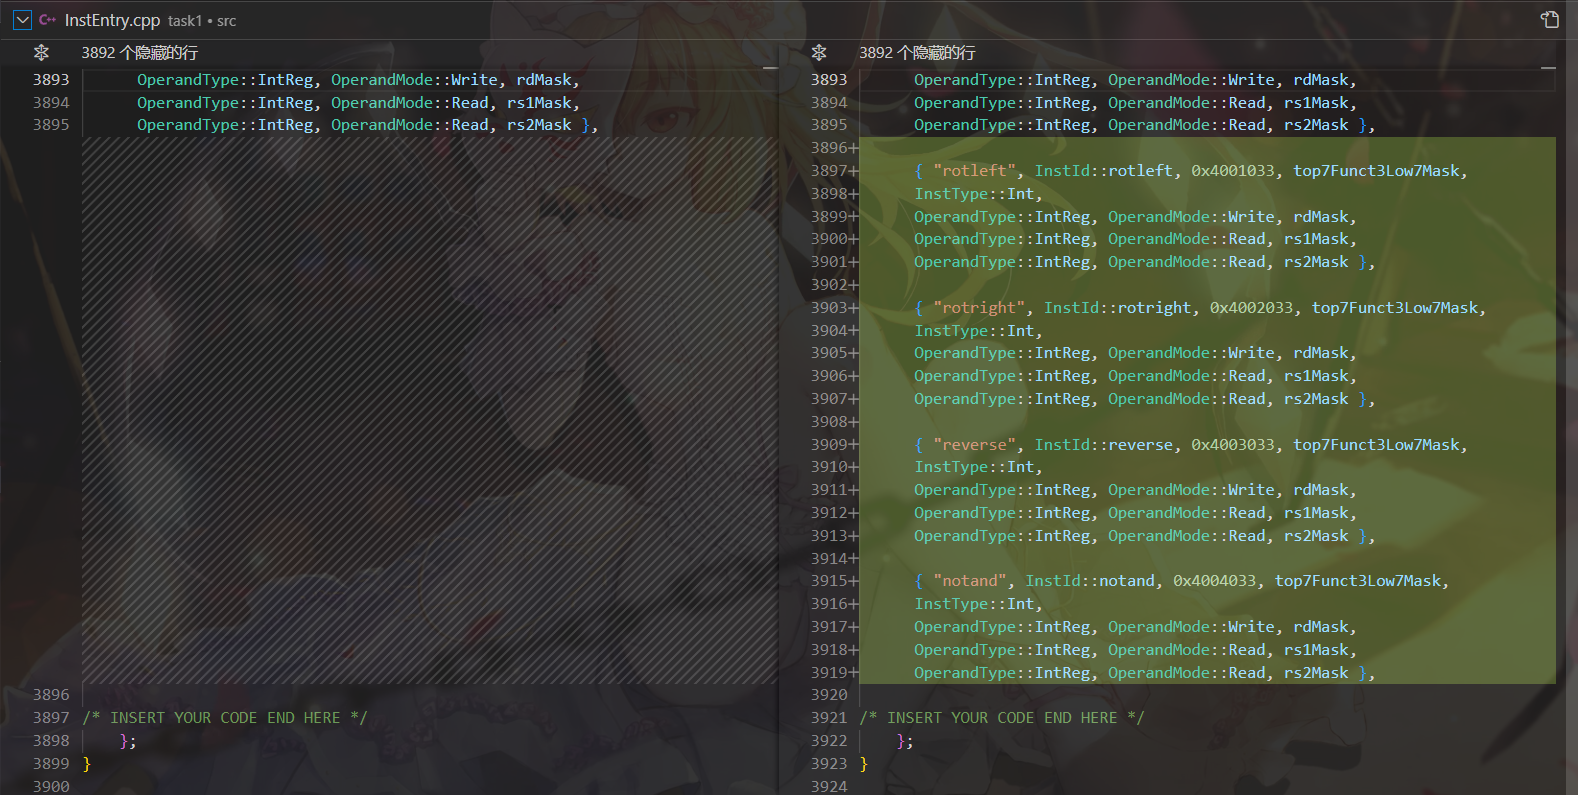 InstEntry.cpp task1 • src
3892 个隐藏的行
3893 OperandType::IntReg, OperandMode::Write, rdMask,
3894 OperandType::IntReg, OperandMode::Read, rs1Mask,
3895 OperandType::IntReg, OperandMode::Read, rs2Mask },
3896
3897 /* INSERT YOUR CODE END HERE */
3898 };
3899 }
3900
3892 个隐藏的行
3893 OperandType::IntReg, OperandMode::Write, rdMask,
3894 OperandType::IntReg, OperandMode::Read, rs1Mask,
3895 OperandType::IntReg, OperandMode::Read, rs2Mask },
3896+
3897+ { "rotleft", InstId::rotleft, 0x4001033, top7Funct3Low7Mask,
3898+ InstType::Int,
3899+ OperandType::IntReg, OperandMode::Write, rdMask,
3900+ OperandType::IntReg, OperandMode::Read, rs1Mask,
3901+ OperandType::IntReg, OperandMode::Read, rs2Mask },
3902+
3903+ { "rotright", InstId::rotright, 0x4002033, top7Funct3Low7Mask,
3904+ InstType::Int,
3905+ OperandType::IntReg, OperandMode::Write, rdMask,
3906+ OperandType::IntReg, OperandMode::Read, rs1Mask,
3907+ OperandType::IntReg, OperandMode::Read, rs2Mask },
3908+
3909+ { "reverse", InstId::reverse, 0x4003033, top7Funct3Low7Mask,
3910+ InstType::Int,
3911+ OperandType::IntReg, OperandMode::Write, rdMask,
3912+ OperandType::IntReg, OperandMode::Read, rs1Mask,
3913+ OperandType::IntReg, OperandMode::Read, rs2Mask },
3914+
3915+ { "notand", InstId::notand, 0x4004033, top7Funct3Low7Mask,
3916+ InstType::Int,
3917+ OperandType::IntReg, OperandMode::Write, rdMask,
3918+ OperandType::IntReg, OperandMode::Read, rs1Mask,
3919+ OperandType::IntReg, OperandMode::Read, rs2Mask },
3920
3921 /* INSERT YOUR CODE END HERE */
3922 };
3923 }
3924